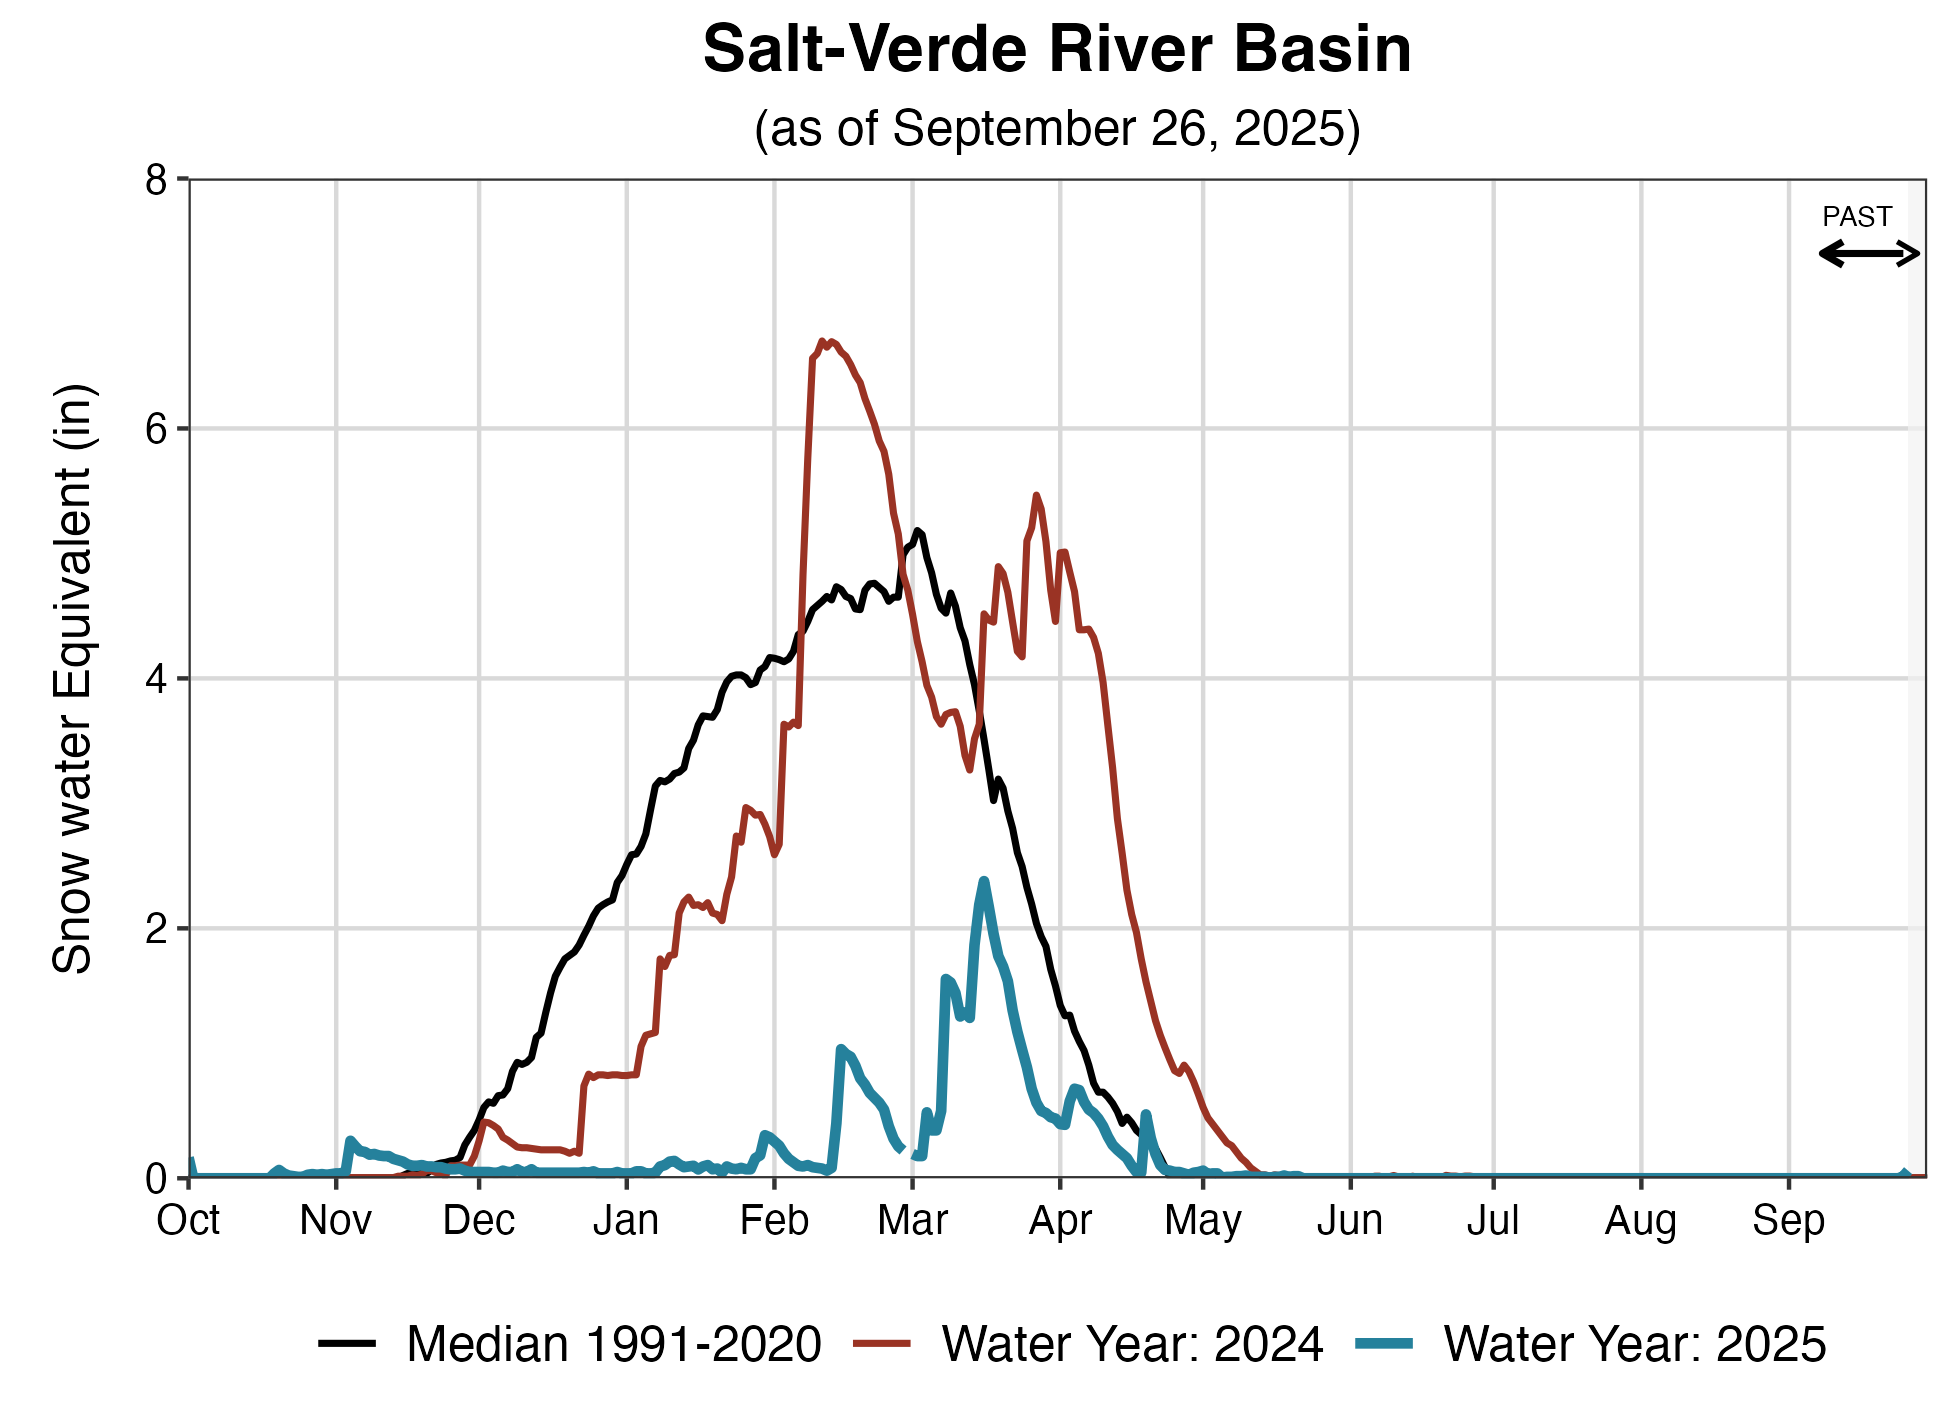 Salt-Verde River Basin
(as of September 26, 2025)
PAST
Snow water Equivalent (in)
8
6
4
2
0
Oct Nov Dec Jan Feb Mar Apr May Jun Jul Aug Sep
Median 1991-2020 Water Year: 2024 Water Year: 2025